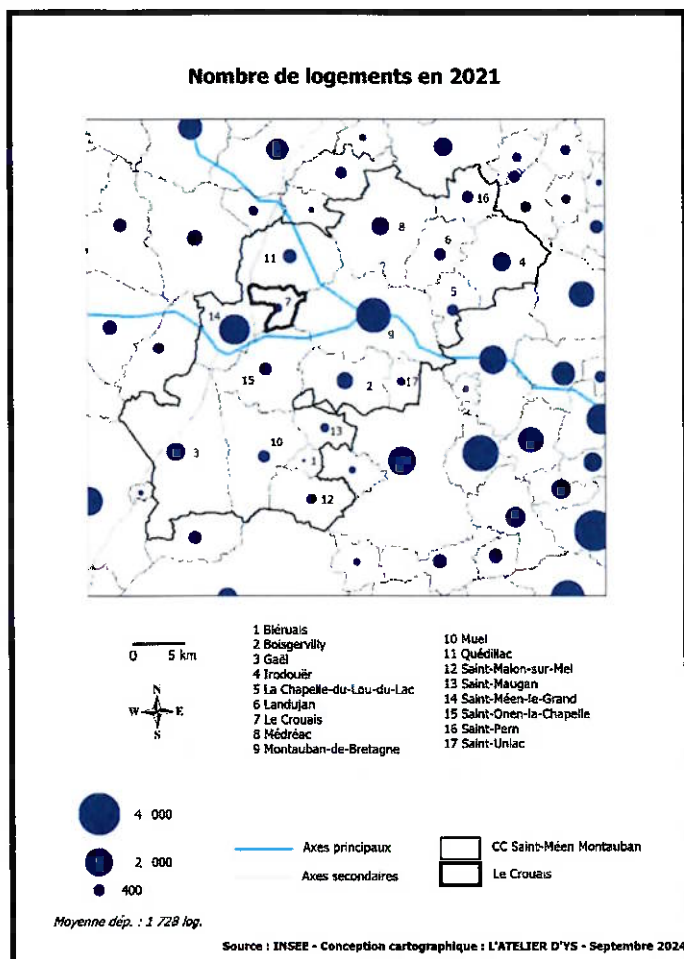 Nombre de logements en 2021
16
8
6
4
11
5
7
14
9
15
2
17
13
3
10
1
12
0 5 km
N
W E
S
1 Bléruais
2 Boisgervilly
3 Gaël
4 Irodouër
5 La Chapelle-du-Lou-du-Lac
6 Landujan
7 Le Crouais
8 Médréac
9 Montauban-de-Bretagne
10 Muel
11 Quédillac
12 Saint-Malon-sur-Mel
13 Saint-Maugan
14 Saint-Méen-le-Grand
15 Saint-Onen-la-Chapelle
16 Saint-Pern
17 Saint-Uniac
4 000
2 000
400
Axes principaux
Axes secondaires
CC Saint-Méen Montauban
Le Crouais
Moyenne dép. : 1 728 log.
Source : INSEE - Conception cartographique : L'ATELIER D'YS - Septembre 2024